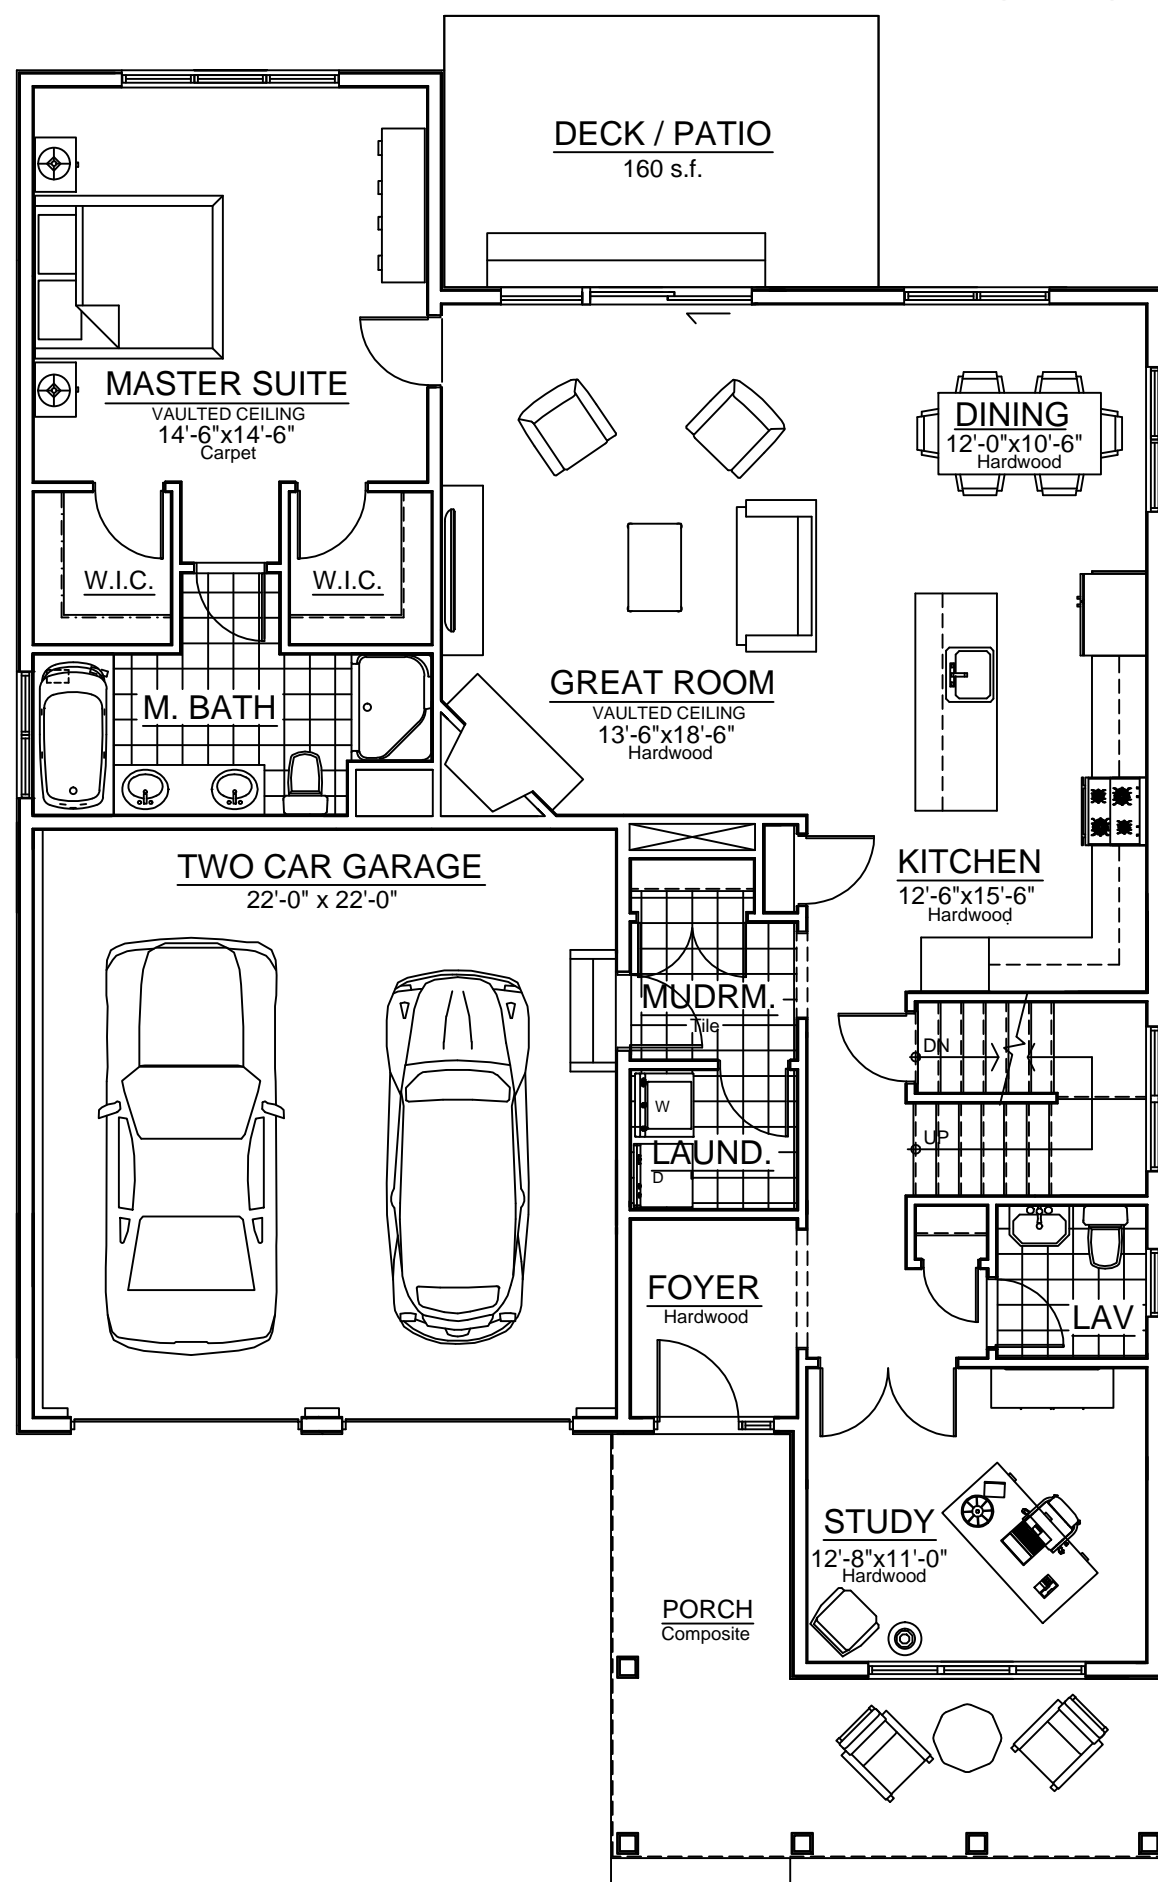 DECK / PATIO
160 s.f.
MASTER SUITE
VAULTED CEILING
14'-6"x14'-6"
Carpet
DINING
12'-0"x10'-6"
Hardwood
W.I.C.
W.I.C.
M. BATH
GREAT ROOM
VAULTED CEILING
13'-6"x18'-6"
Hardwood
TWO CAR GARAGE
22'-0" x 22'-0"
KITCHEN
12'-6"x15'-6"
Hardwood
MUDRM.
Tile
DN
W
UP
LAUND.
D
FOYER
Hardwood
LAV
STUDY
12'-8"x11'-0"
Hardwood
PORCH
Composite